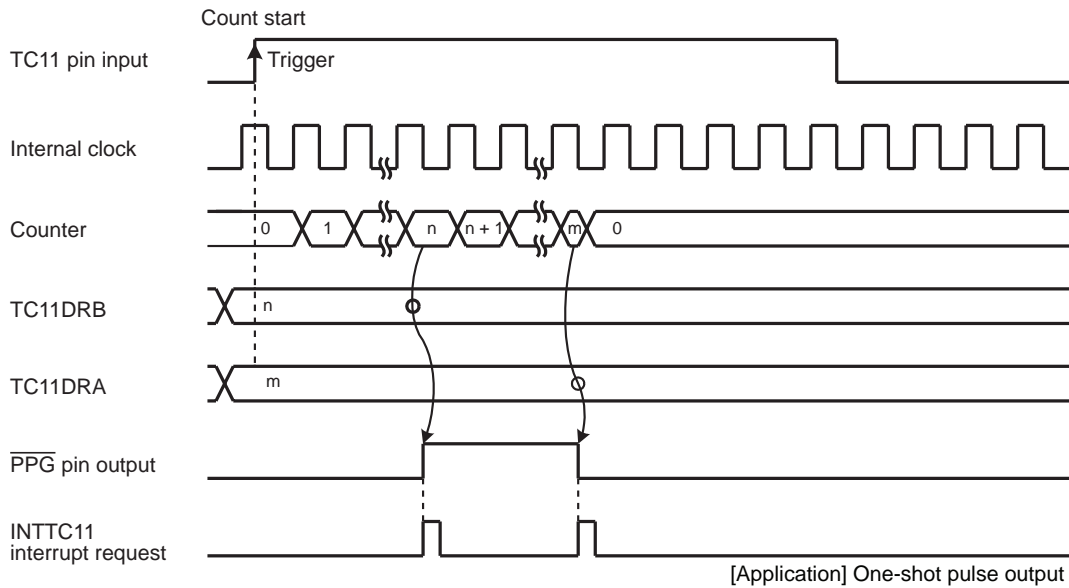 Count start
TC11 pin input
Trigger
Internal clock
Counter
0 1 n n + 1 m 0
TC11DRB
n
TC11DRA
m
PPG pin output
INTTC11
interrupt request
[Application] One-shot pulse output